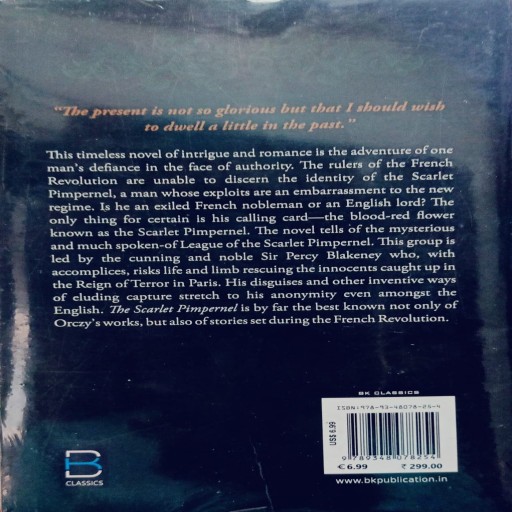 “The present is not so glorious but that I should wish
to dwell a little in the past.”
This timeless novel of intrigue and romance is the adventure of one
man’s defiance in the face of authority. The rulers of the French
Revolution are unable to discern the identity of the Scarlet
Pimpernel, a man whose exploits are an embarrassment to the new
regime. Is he an exiled French nobleman or an English lord? The
only thing for certain is his calling card—the blood-red flower
known as the Scarlet Pimpernel. The novel tells of the mysterious
and much spoken-of League of the Scarlet Pimpernel. This group is
led by the cunning and noble Sir Percy Blakeney who, with
accomplices, risks life and limb rescuing the innocents caught up in
the Reign of Terror in Paris. His disguises and other inventive ways
of eluding capture stretch to his anonymity even amongst the
English. The Scarlet Pimpernel is by far the best known not only of
Orczy’s works, but also of stories set during the French Revolution.
BK CLASSICS
ISBN:978-93-48078-25-4
US$ 6.99
9 789348 078254
€ 6.99 ₹ 299.00
www.bkpublication.in
B
CLASSICS